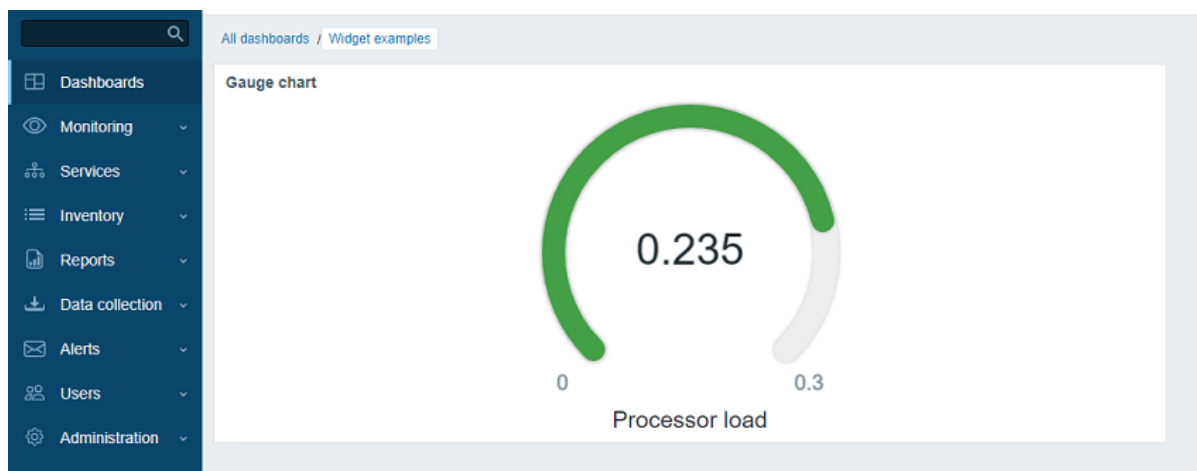 All dashboards / Widget examples
Dashboards
Monitoring
Services
Inventory
Reports
Data collection
Alerts
Users
Administration
Gauge chart
0.235
0 0.3
Processor load